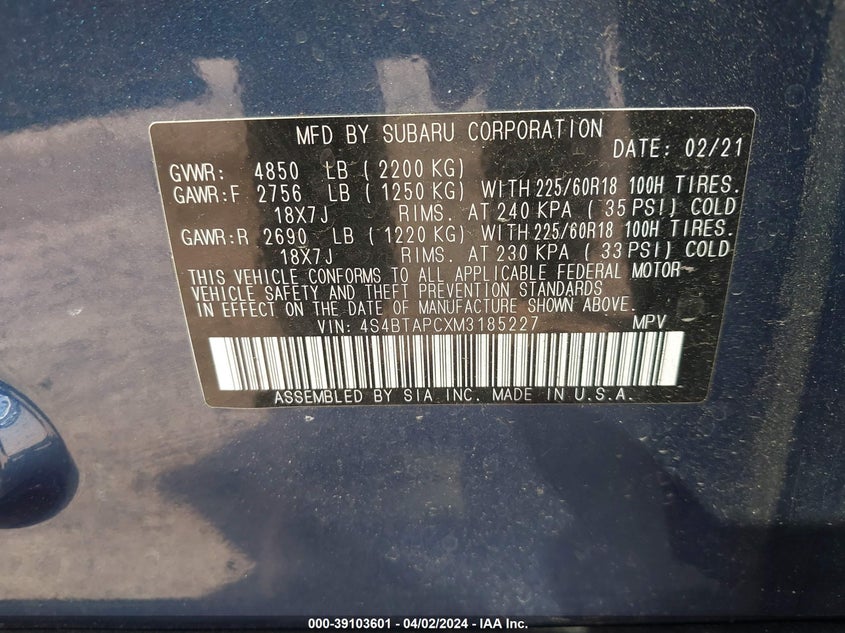 MFD BY SUBARU CORPORATION
DATE: 02/21
GVWR: 4850 LB (2200 KG)
GAWR:F 2756 LB (1250 KG) WITH 225/60R18 100H TIRES.
18X7J RIMS. AT 240 KPA (35 PSI) COLD
GAWR:R 2690 LB (1220 KG) WITH 225/60R18 100H TIRES.
18X7J RIMS. AT 230 KPA (33 PSI) COLD
THIS VEHICLE CONFORMS TO ALL APPLICABLE FEDERAL MOTOR
VEHICLE SAFETY AND THEFT PREVENTION STANDARDS
IN EFFECT ON THE DATE OF MANUFACTURE SHOWN ABOVE.
VIN: 4S4BTAPCXM3185227 MPV
ASSEMBLED BY SIA INC. MADE IN U.S.A.
000-39103601 - 04/02/2024 - IAA Inc.